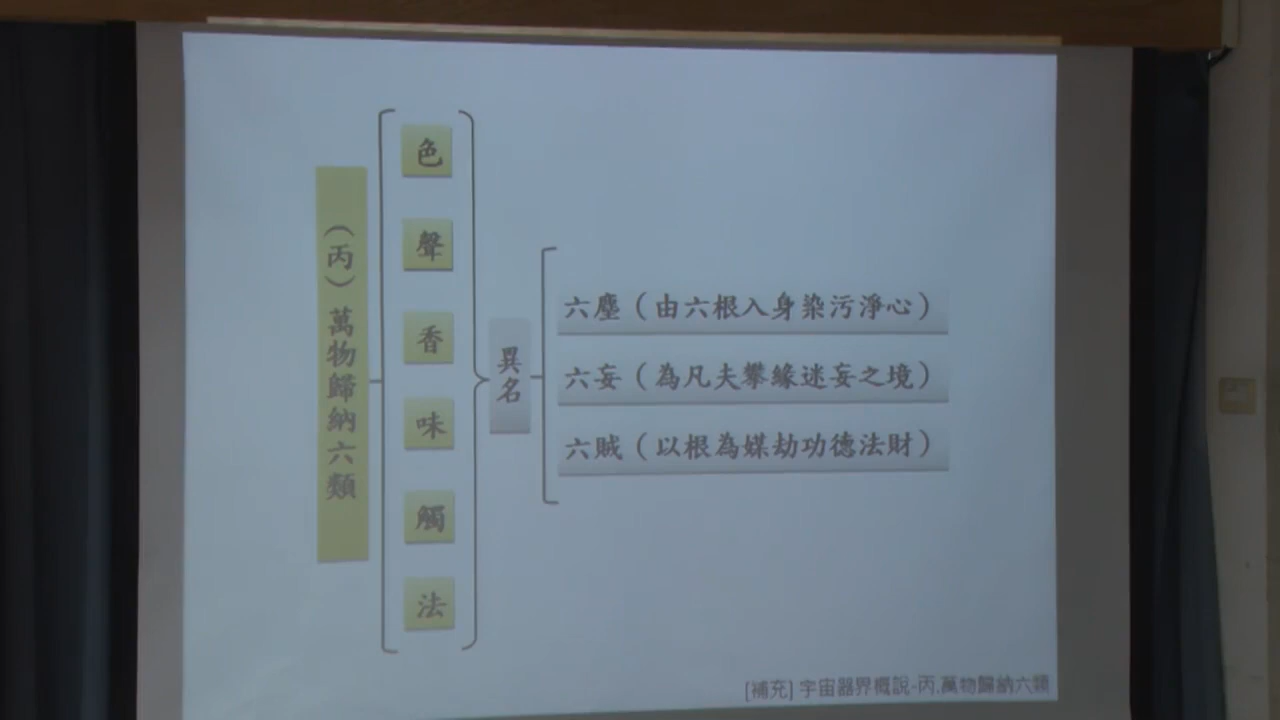 （丙）萬物歸納六類
色
聲
香
味
觸
法
異名
六塵（由六根入身染污淨心）
六妄（為凡夫攀緣迷妄之境）
六賊（以根為媒劫功德法財）
[補充] 宇宙器界概說-丙.萬物歸納六類